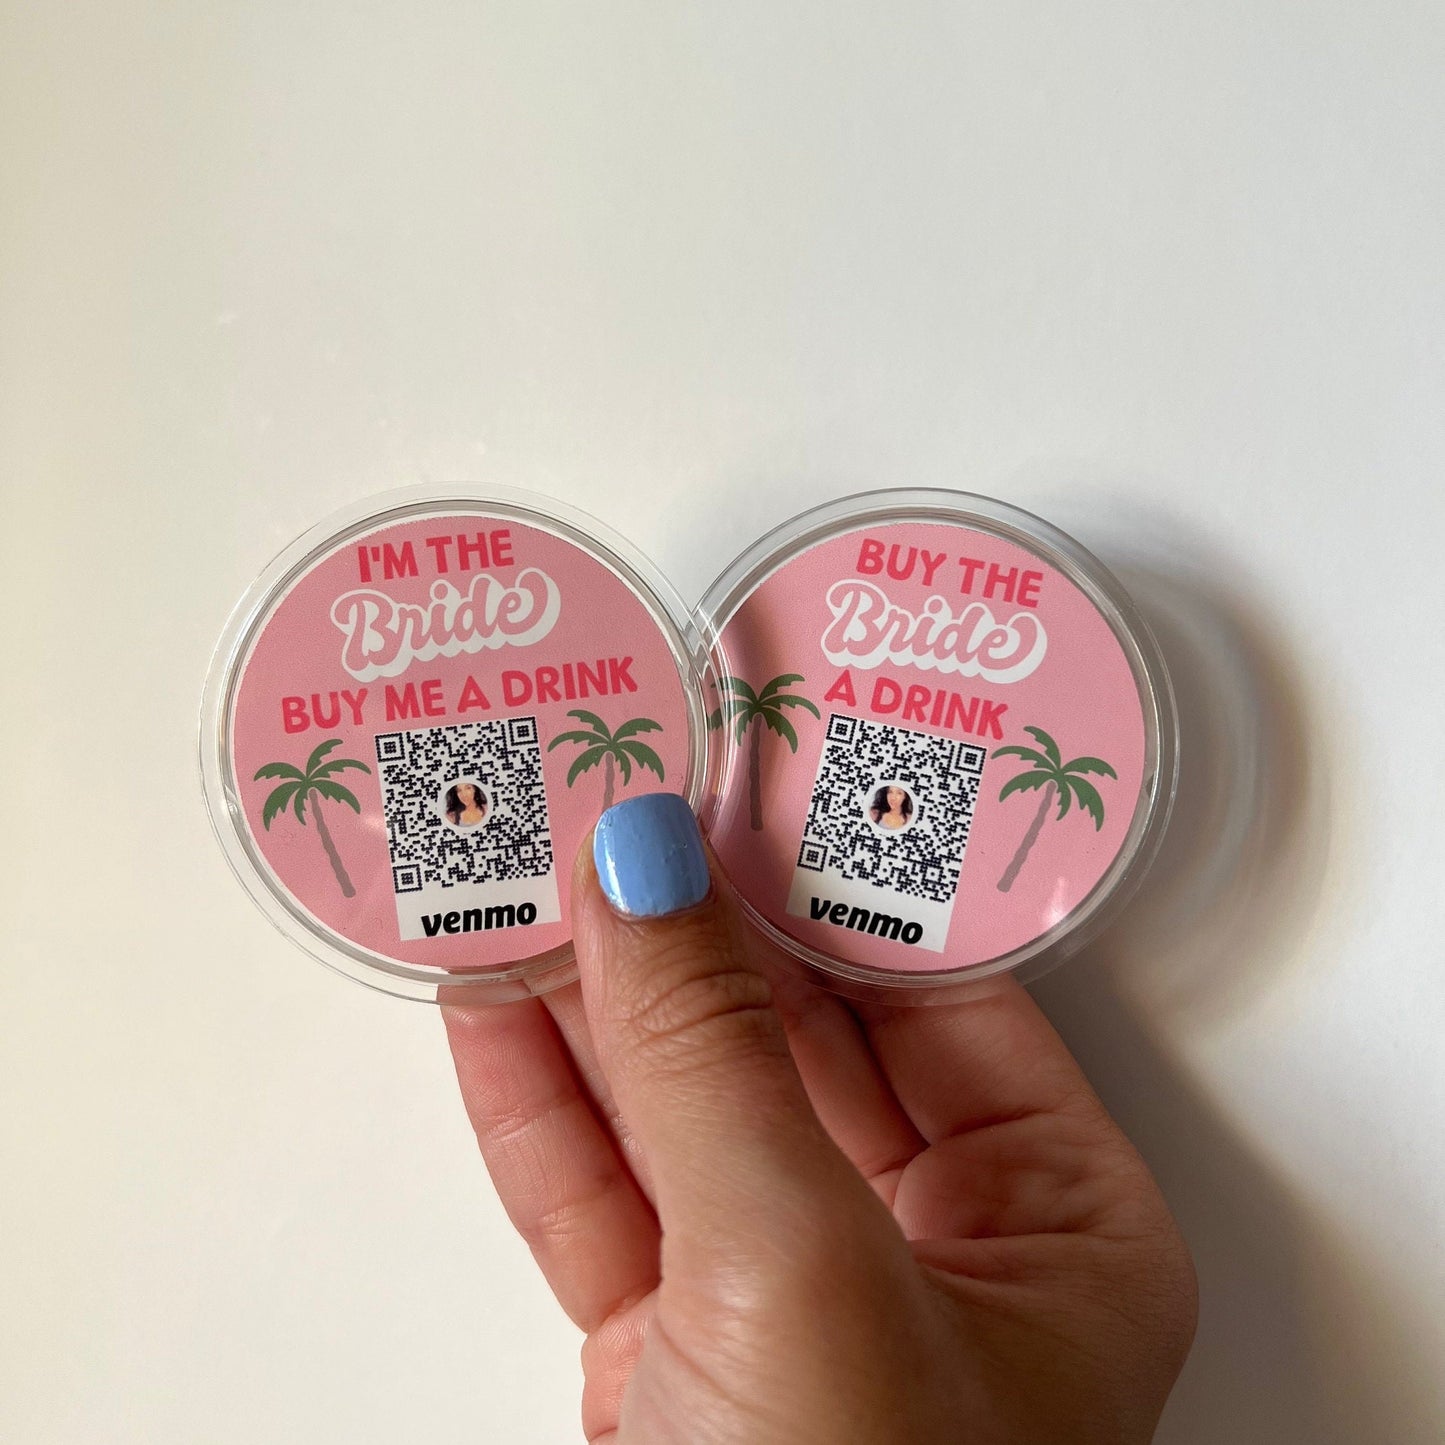 I'M THE
Bride
BUY ME A DRINK
venmo
BUY THE
Bride
A DRINK
venmo